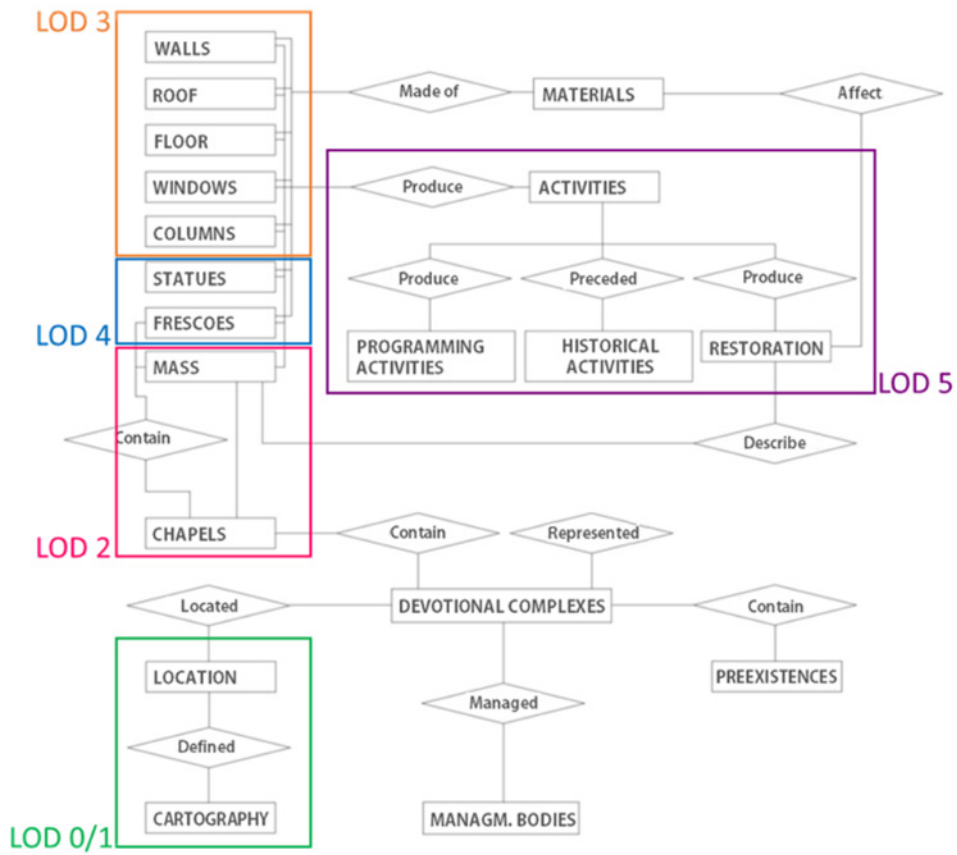 LOD 3
WALLS
ROOF
Made of
MATERIALS
Affect
FLOOR
WINDOWS
Produce
ACTIVITIES
COLUMNS
STATUES
Produce
Preceded
Produce
LOD 4
FRESCOES
PROGRAMMING
ACTIVITIES
HISTORICAL
ACTIVITIES
RESTORATION
MASS
LOD 5
Contain
Describe
LOD 2
CHAPELS
Contain
Represented
Located
DEVOTIONAL COMPLEXES
Contain
LOCATION
PREEXISTENCES
Managed
Defined
CARTOGRAPHY
MANAGM. BODIES
LOD 0/1